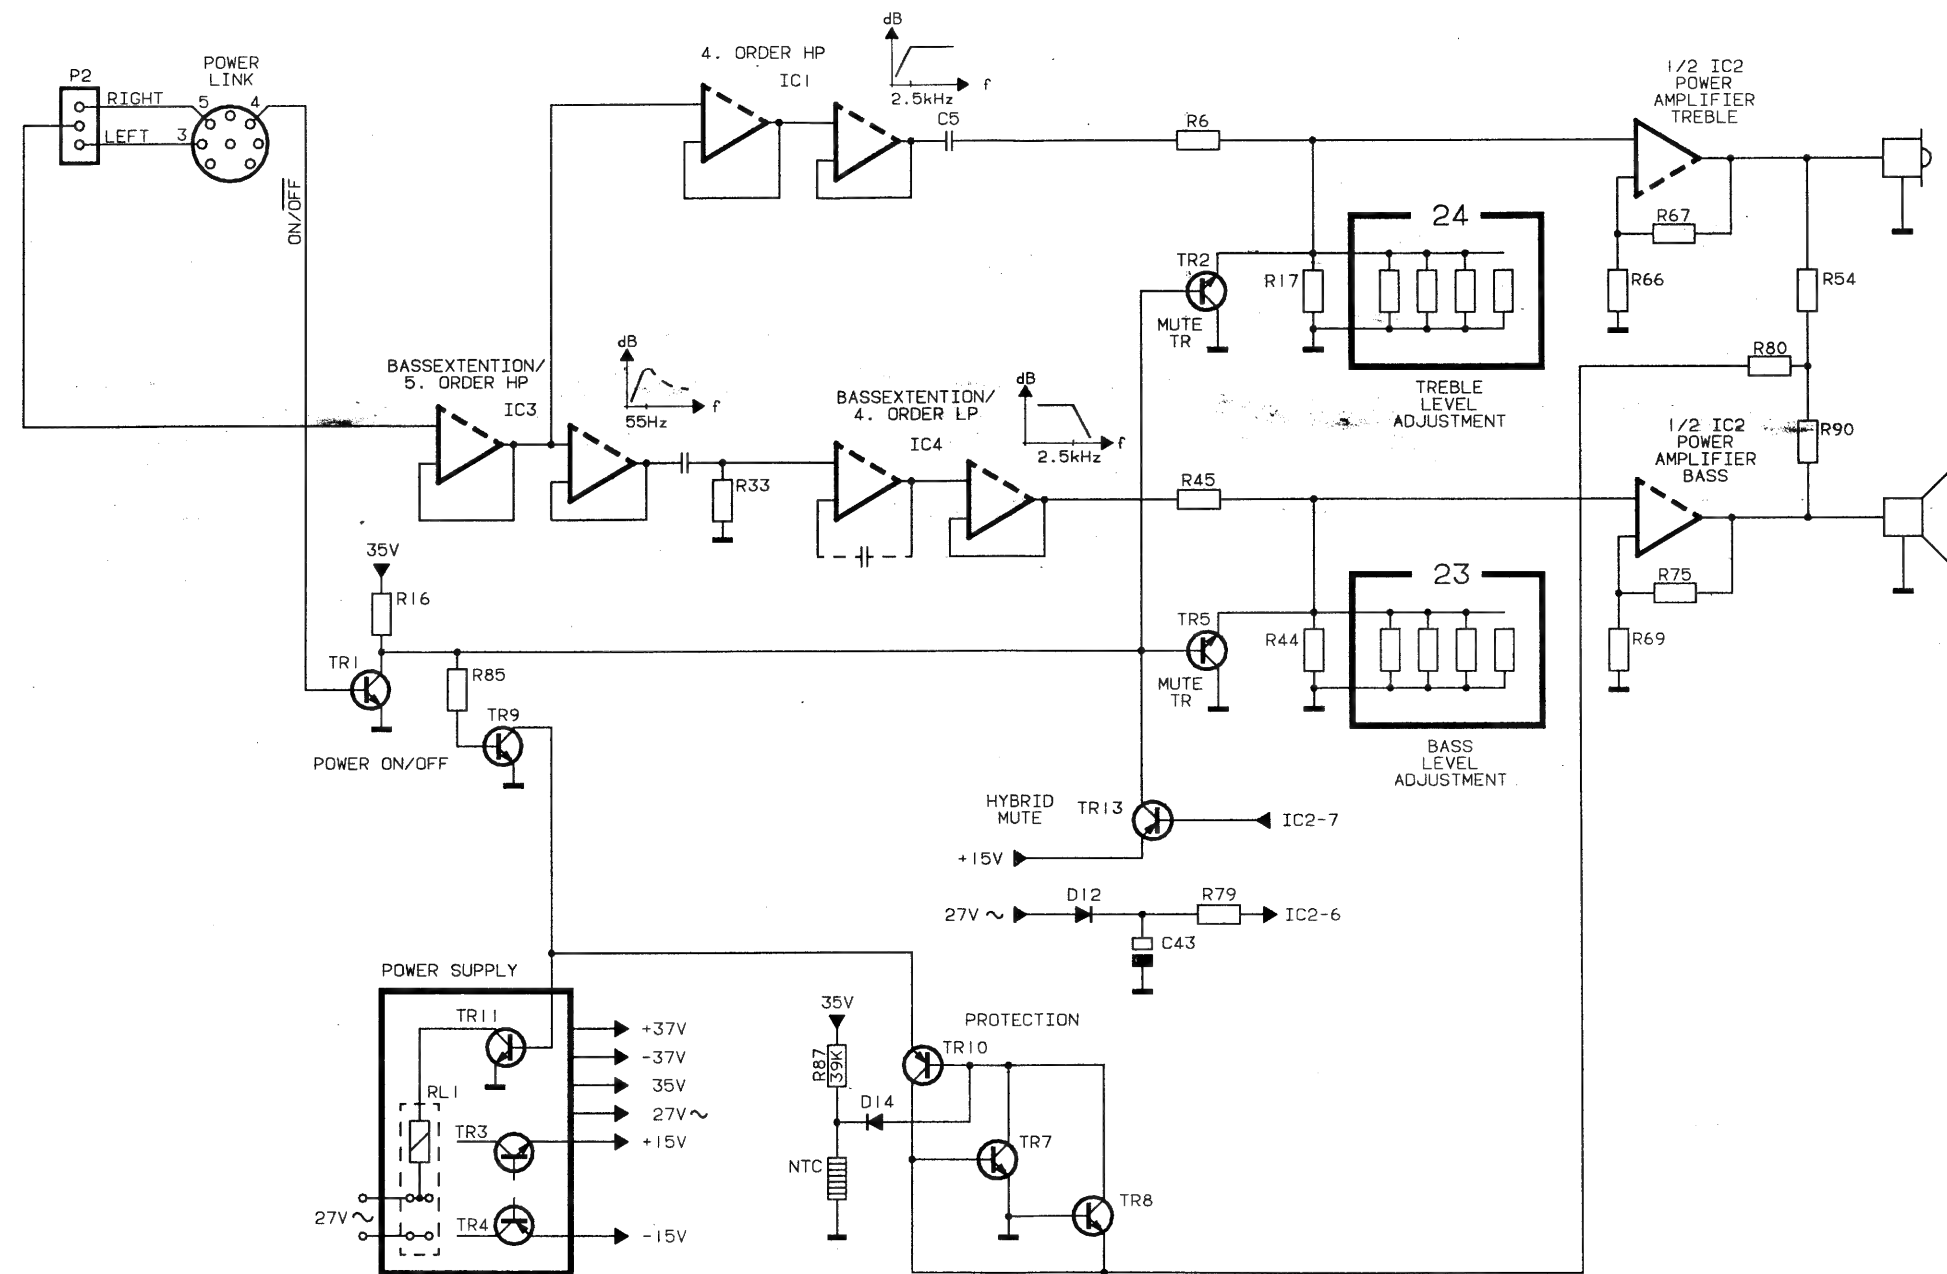 dB
4. ORDER HP
IC1
f
2.5kHz
C5
POWER
LINK
P2
RIGHT
5
4
LEFT
3
ON/OFF
R6
1/2 IC2
POWER
AMPLIFIER
TREBLE
R67
R66
R54
24
TR2
MUTE
TR
R17
TREBLE
LEVEL
ADJUSTMENT
R80
BASSEXTENTION/
5. ORDER HP
IC3
dB
f
55Hz
R33
BASSEXTENTION/
4. ORDER LP
IC4
dB
f
2.5kHz
R45
1/2 IC2
POWER
AMPLIFIER
BASS
R90
R75
R69
35V
R16
TR1
R85
TR9
POWER ON/OFF
23
TR5
MUTE
TR
R44
BASS
LEVEL
ADJUSTMENT
HYBRID
MUTE
TR13
IC2-7
+15V
27V ~
D12
R79
IC2-6
C43
POWER SUPPLY
TR11
RL1
TR3
TR4
27V ~
+37V
-37V
35V
27V ~
+15V
-15V
35V
R87
39K
D14
NTC
PROTECTION
TR10
TR7
TR8